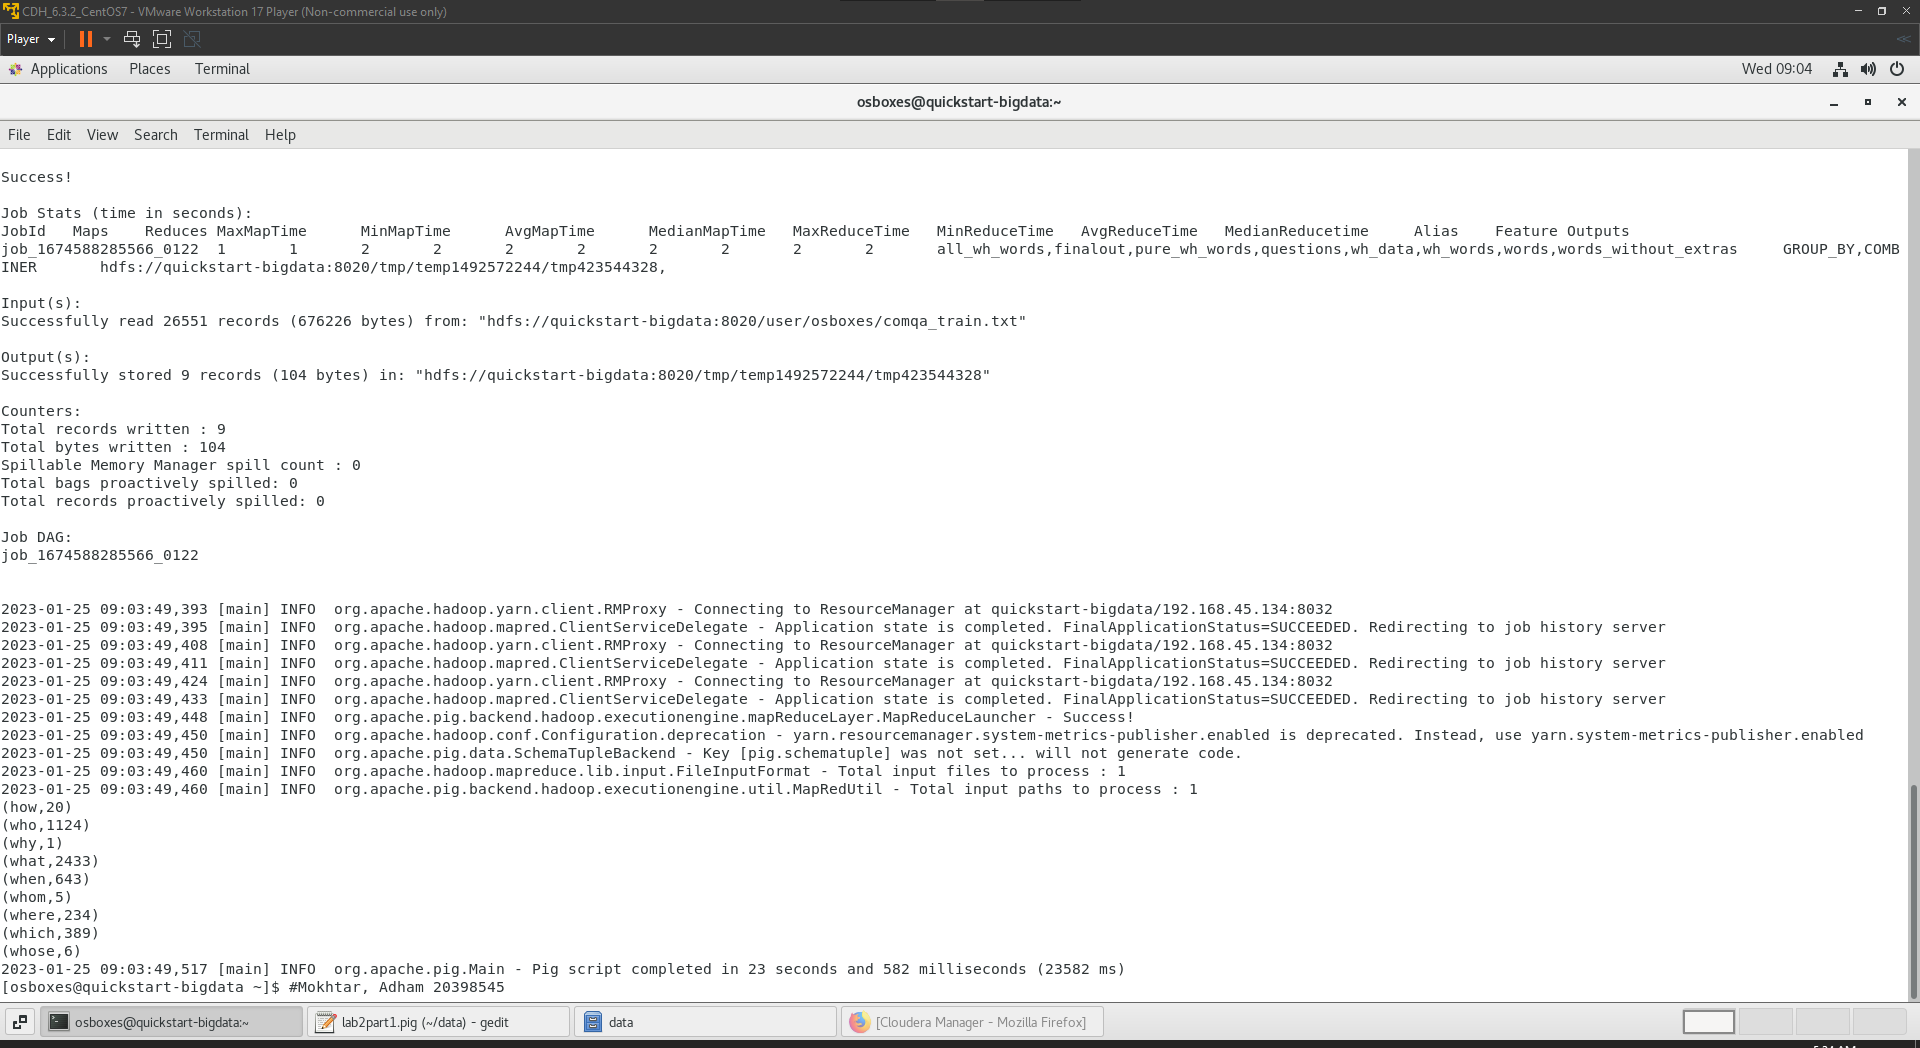 CDH_6.3.2_CentOS7 - VMware Workstation 17 Player (Non-commercial use only)
Player
Applications Places Terminal Wed 09:04
osboxes@quickstart-bigdata:~
File Edit View Search Terminal Help
Success!
Job Stats (time in seconds):
JobId Maps Reduces MaxMapTime MinMapTime AvgMapTime MedianMapTime MaxReduceTime MinReduceTime AvgReduceTime MedianReducetime Alias Feature Outputs
job_1674588285566_0122 1 1 2 2 2 2 2 2 2 2 all_wh_words,finalout,pure_wh_words,questions,wh_data,wh_words,words,words_without_extras GROUP_BY,COMB
INER hdfs://quickstart-bigdata:8020/tmp/temp1492572244/tmp423544328,
Input(s):
Successfully read 26551 records (676226 bytes) from: "hdfs://quickstart-bigdata:8020/user/osboxes/comqa_train.txt"
Output(s):
Successfully stored 9 records (104 bytes) in: "hdfs://quickstart-bigdata:8020/tmp/temp1492572244/tmp423544328"
Counters:
Total records written : 9
Total bytes written : 104
Spillable Memory Manager spill count : 0
Total bags proactively spilled: 0
Total records proactively spilled: 0
Job DAG:
job_1674588285566_0122
2023-01-25 09:03:49,393 [main] INFO org.apache.hadoop.yarn.client.RMProxy - Connecting to ResourceManager at quickstart-bigdata/192.168.45.134:8032
2023-01-25 09:03:49,395 [main] INFO org.apache.hadoop.mapred.ClientServiceDelegate - Application state is completed. FinalApplicationStatus=SUCCEEDED. Redirecting to job history server
2023-01-25 09:03:49,408 [main] INFO org.apache.hadoop.yarn.client.RMProxy - Connecting to ResourceManager at quickstart-bigdata/192.168.45.134:8032
2023-01-25 09:03:49,411 [main] INFO org.apache.hadoop.mapred.ClientServiceDelegate - Application state is completed. FinalApplicationStatus=SUCCEEDED. Redirecting to job history server
2023-01-25 09:03:49,424 [main] INFO org.apache.hadoop.yarn.client.RMProxy - Connecting to ResourceManager at quickstart-bigdata/192.168.45.134:8032
2023-01-25 09:03:49,433 [main] INFO org.apache.hadoop.mapred.ClientServiceDelegate - Application state is completed. FinalApplicationStatus=SUCCEEDED. Redirecting to job history server
2023-01-25 09:03:49,448 [main] INFO org.apache.pig.backend.hadoop.executionengine.mapReduceLayer.MapReduceLauncher - Success!
2023-01-25 09:03:49,450 [main] INFO org.apache.hadoop.conf.Configuration.deprecation - yarn.resourcemanager.system-metrics-publisher.enabled is deprecated. Instead, use yarn.system-metrics-publisher.enabled
2023-01-25 09:03:49,450 [main] INFO org.apache.pig.data.SchemaTupleBackend - Key [pig.schematuple] was not set... will not generate code.
2023-01-25 09:03:49,460 [main] INFO org.apache.hadoop.mapreduce.lib.input.FileInputFormat - Total input files to process : 1
2023-01-25 09:03:49,460 [main] INFO org.apache.pig.backend.hadoop.executionengine.util.MapRedUtil - Total input paths to process : 1
(how,20)
(who,1124)
(why,1)
(what,2433)
(when,643)
(whom,5)
(where,234)
(which,389)
(whose,6)
2023-01-25 09:03:49,517 [main] INFO org.apache.pig.Main - Pig script completed in 23 seconds and 582 milliseconds (23582 ms)
[osboxes@quickstart-bigdata ~]$ #Mokhtar, Adham 20398545
osboxes@quickstart-bigdata:~ lab2part1.pig (~/data) - gedit data [Cloudera Manager - Mozilla Firefox]